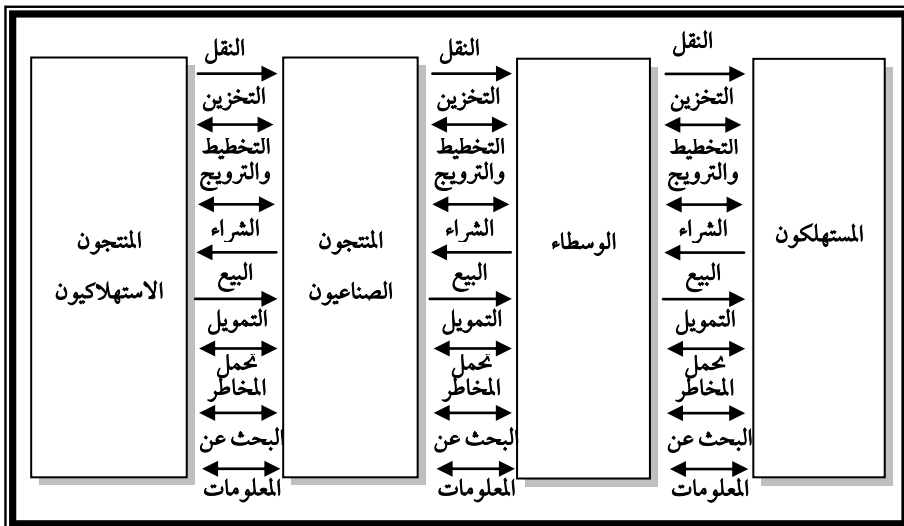 المنتجون
الاستهلاكيون
النقل
التخزين
التخطيط
والترويج
الشراء
البيع
التمويل
تحمل
المخاطر
البحث عن
المعلومات
المنتجون
الصناعيون
النقل
التخزين
التخطيط
والترويج
الشراء
البيع
التمويل
تحمل
المخاطر
البحث عن
المعلومات
الوسطاء
النقل
التخزين
التخطيط
والترويج
الشراء
البيع
التمويل
تحمل
المخاطر
البحث عن
المعلومات
المستهلكون